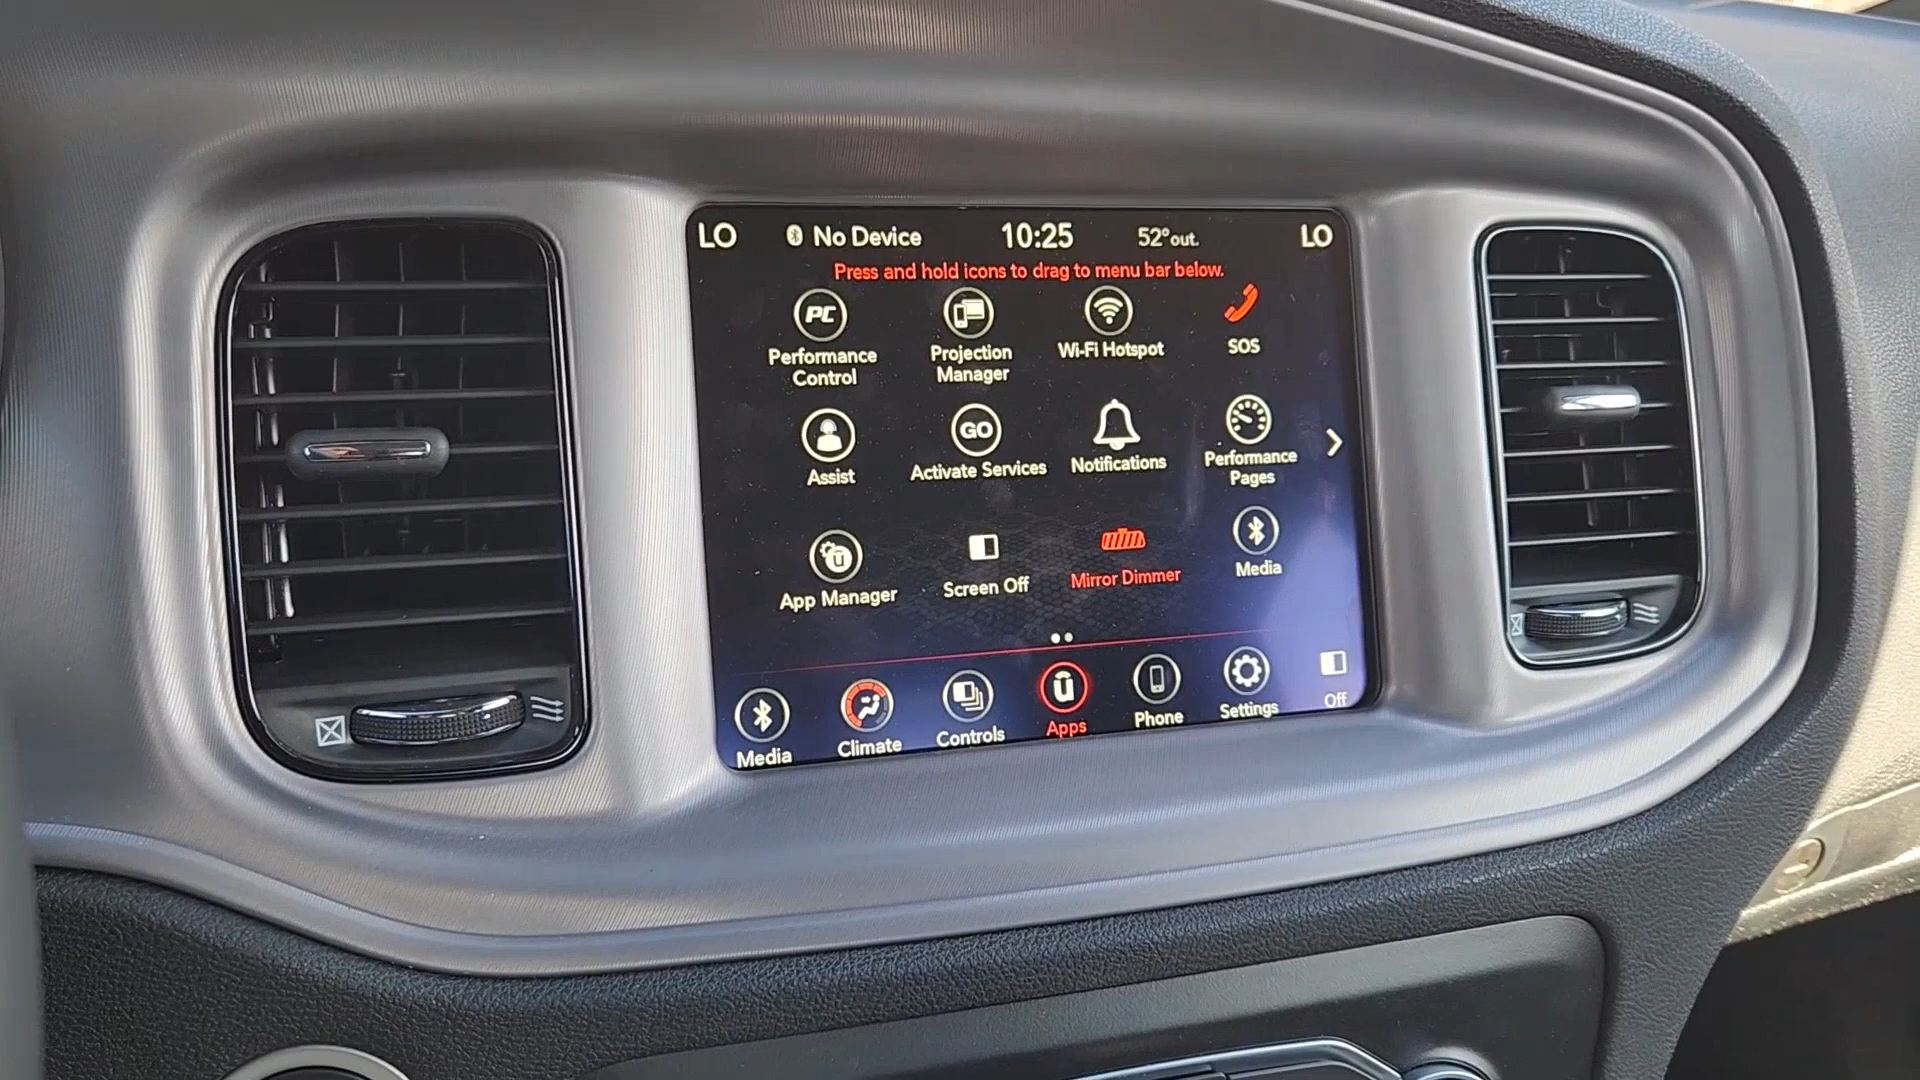 LO No Device 10:25 52°out. LO
Press and hold icons to drag to menu bar below.
PC
Performance
Control
Projection
Manager
Wi-Fi Hotspot
SOS
Assist
GO
Activate Services
Notifications
Performance
Pages
App Manager
Screen Off
Mirror Dimmer
Media
Media
Climate
Controls
Apps
Phone
Settings
Off